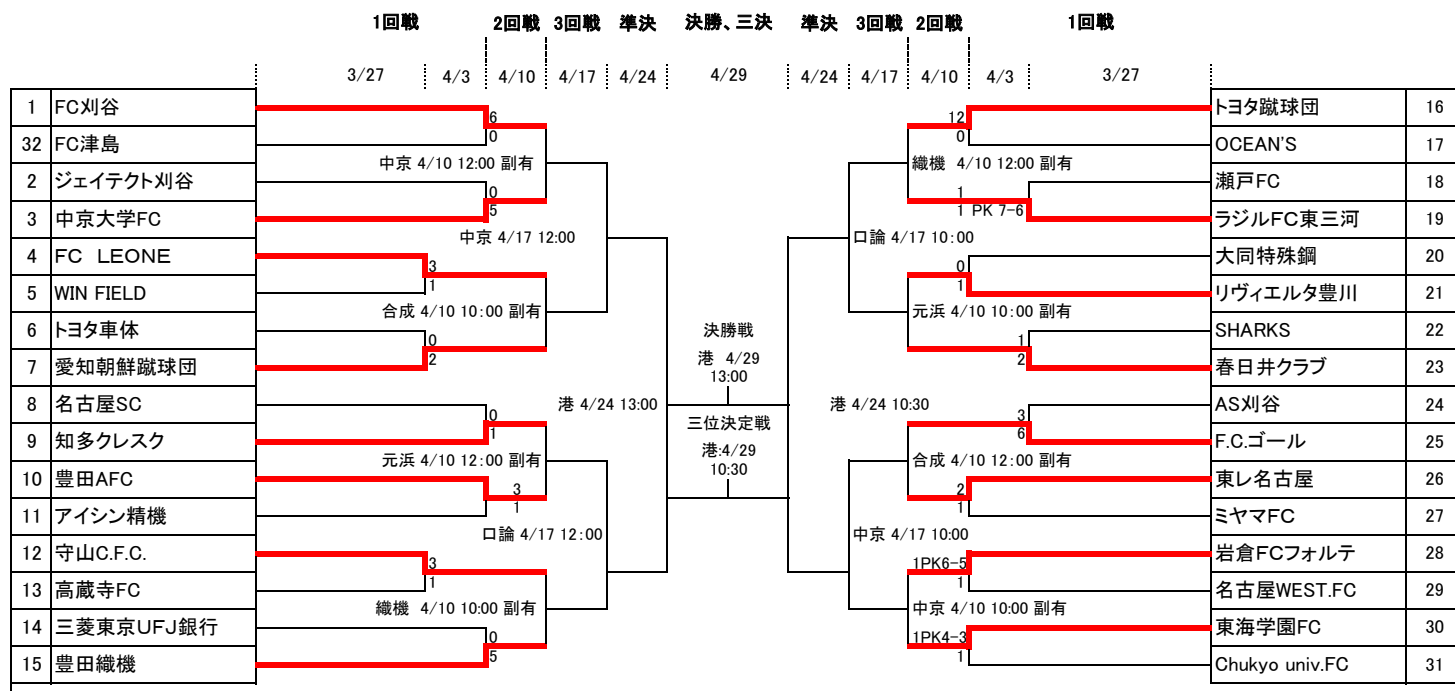 1回戦 2回戦 3回戦 準決 決勝、三決 準決 3回戦 2回戦 1回戦
3/27 4/3 4/10 4/17 4/24 4/29 4/24 4/17 4/10 4/3 3/27
1 FC刈谷
32 FC津島
2 ジェイテクト刈谷
3 中京大学FC
4 FC LEONE
5 WIN FIELD
6 トヨタ車体
7 愛知朝鮮蹴球団
8 名古屋SC
9 知多クレスク
10 豊田AFC
11 アイシン精機
12 守山C.F.C.
13 高蔵寺FC
14 三菱東京UFJ銀行
15 豊田織機
6
0
中京 4/10 12:00 副有
0
5
中京 4/17 12:00
3
1
合成 4/10 10:00 副有
0
2
港 4/24 13:00
0
1
元浜 4/10 12:00 副有
3
1
口論 4/17 12:00
3
1
織機 4/10 10:00 副有
0
5
決勝戦
港 4/29
13:00
三位決定戦
港:4/29
10:30
12
0
織機 4/10 12:00 副有
1
1 PK 7-6
口論 4/17 10:00
0
1
元浜 4/10 10:00 副有
1
2
港 4/24 10:30
3
6
合成 4/10 12:00 副有
2
1
中京 4/17 10:00
1PK6-5
1
中京 4/10 10:00 副有
1PK4-3
1
トヨタ蹴球団 16
OCEAN'S 17
瀬戸FC 18
ラジルFC東三河 19
大同特殊鋼 20
リヴィエルタ豊川 21
SHARKS 22
春日井クラブ 23
AS刈谷 24
F.C.ゴール 25
東レ名古屋 26
ミヤマFC 27
岩倉FCフォルテ 28
名古屋WEST.FC 29
東海学園FC 30
Chukyo univ.FC 31